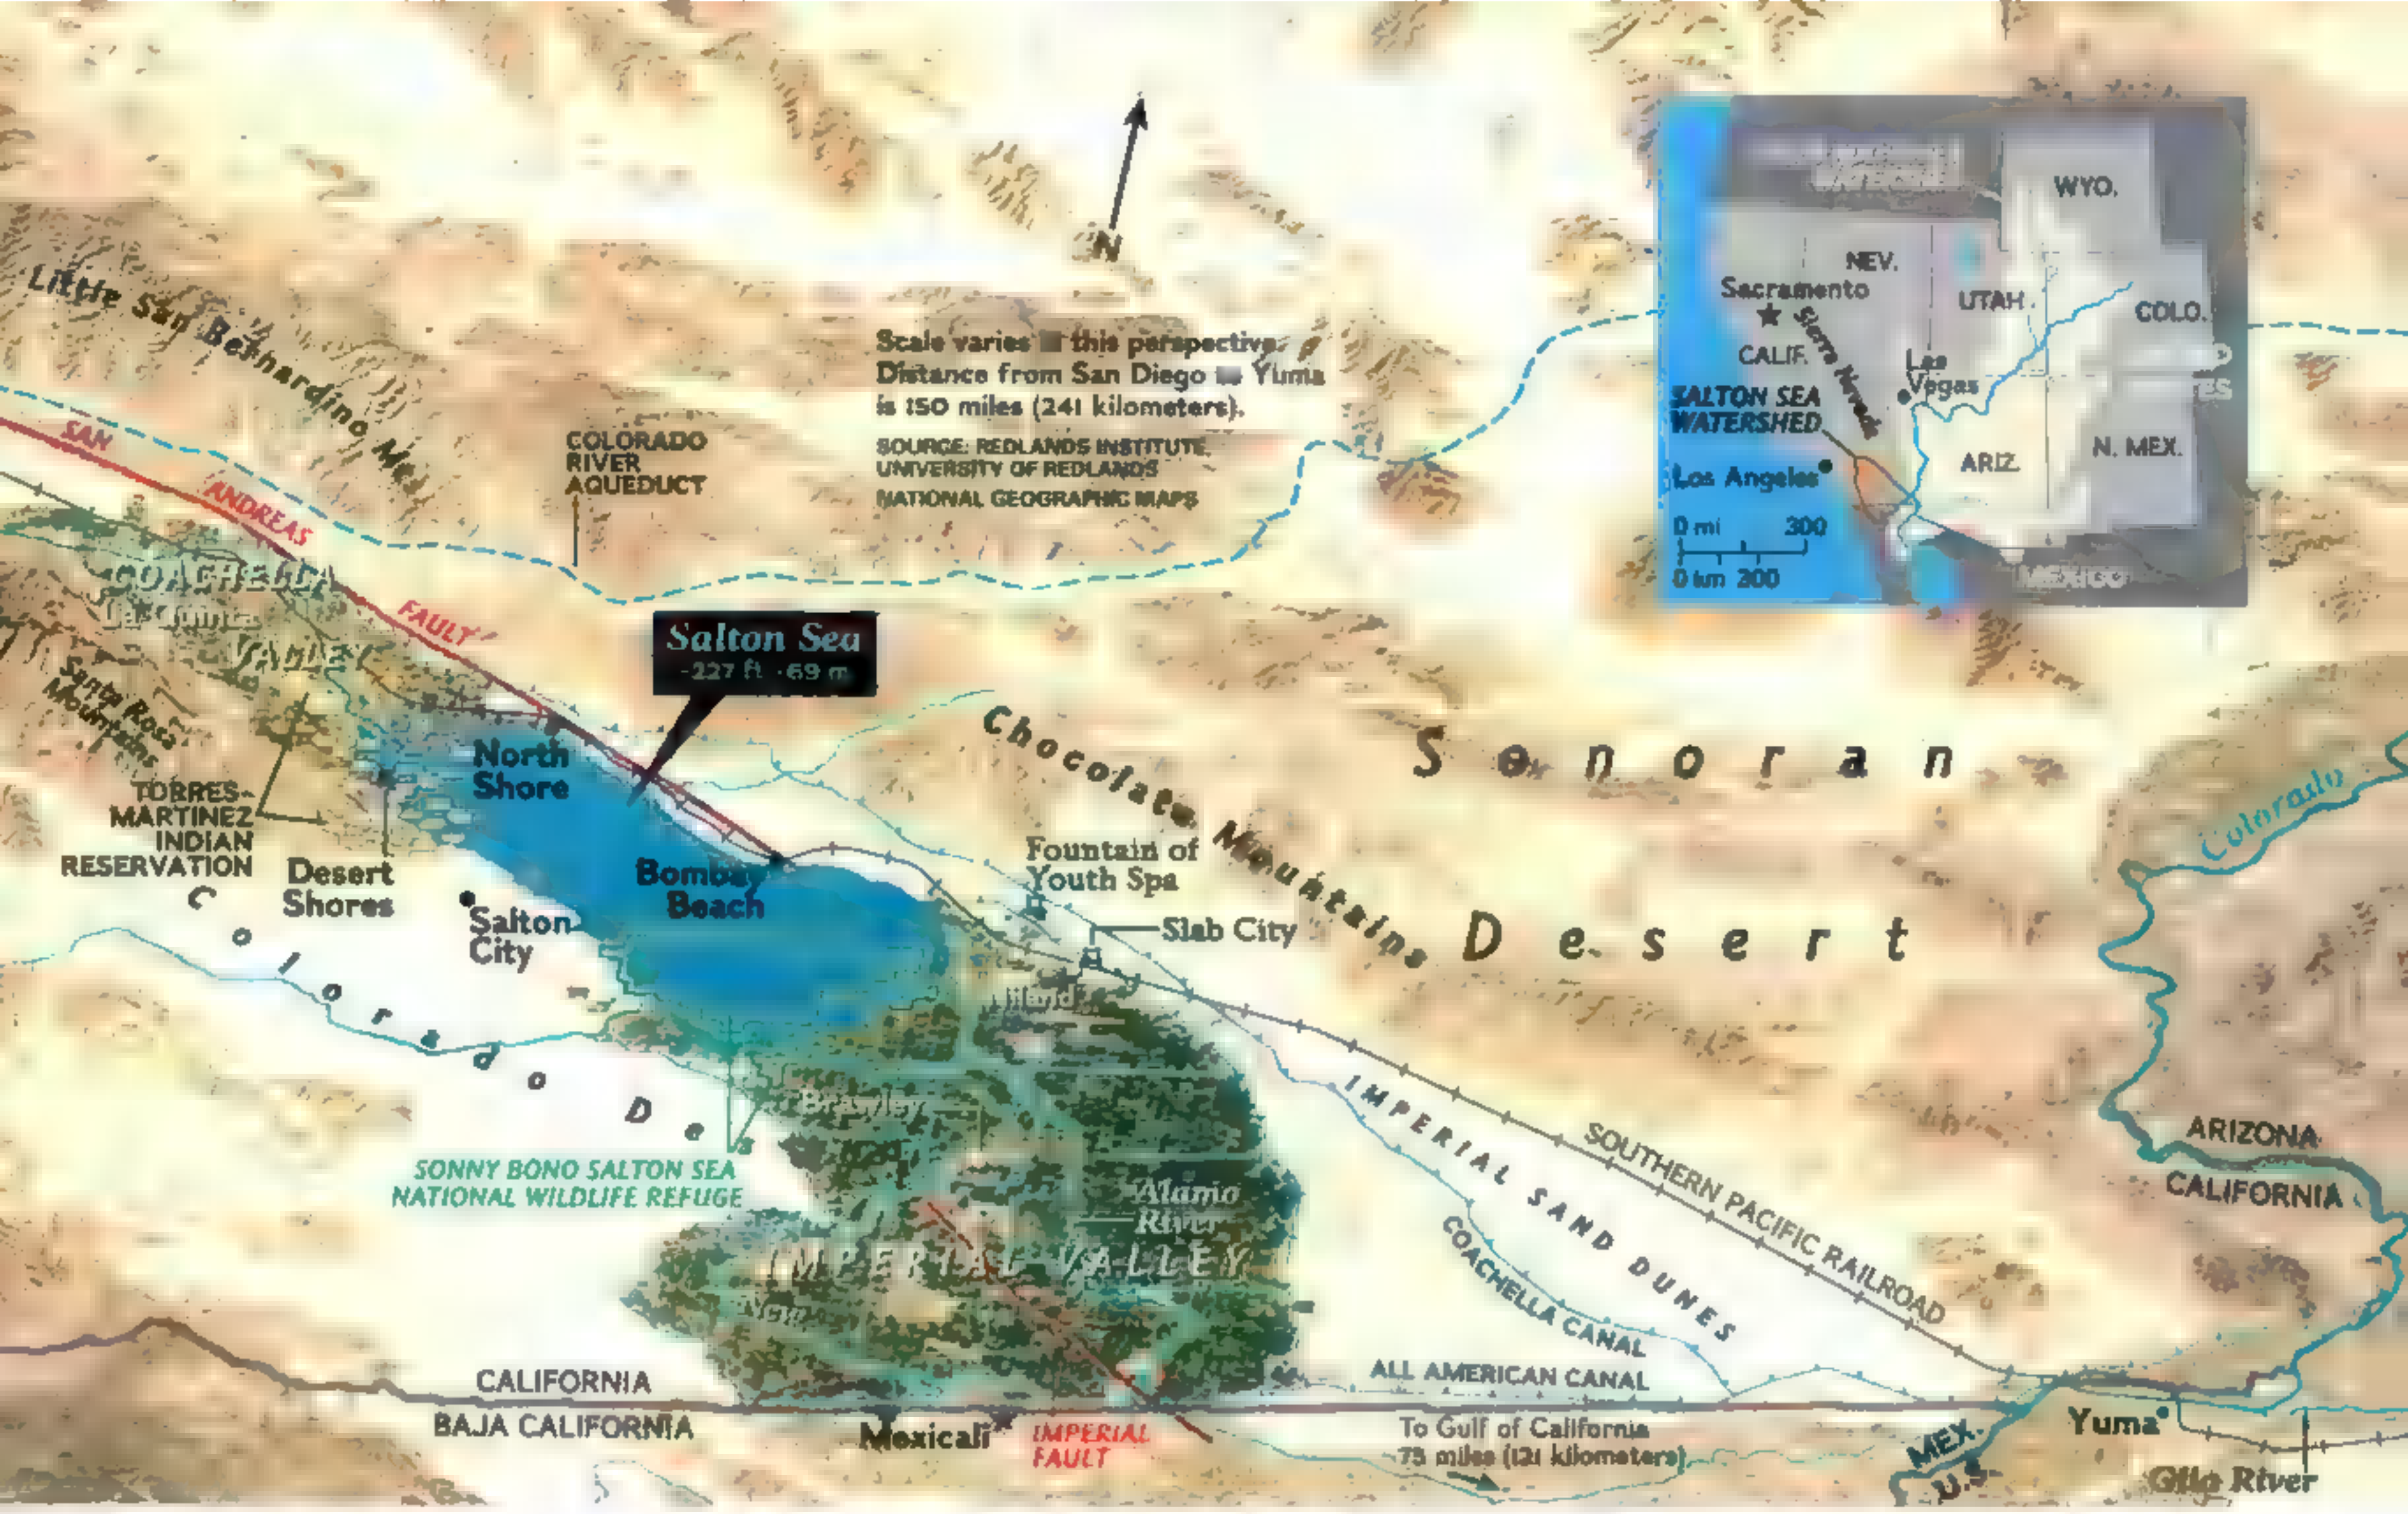 N
Little San Bernardino Mts.
Scale varies in this perspective.
Distance from San Diego to Yuma
is 150 miles (241 kilometers).
SOURCE: REDLANDS INSTITUTE,
UNIVERSITY OF REDLANDS
NATIONAL GEOGRAPHIC MAPS
COLORADO
RIVER
AQUEDUCT
SAN ANDREAS FAULT
COACHELLA
VALLEY
La Quinta
Santa Rosa
Mountains
Salton Sea
-227 ft -69 m
WYO.
NEV.
Sacramento
UTAH
COLO.
CALIF.
Sierra Nevada
Las
Vegas
SALTON SEA
WATERSHED
Los Angeles
ARIZ.
N. MEX.
0 mi 300
0 km 200
MEXICO
North
Shore
TORRES-
MARTINEZ
INDIAN
RESERVATION
Desert
Shores
Salton
City
Bombay
Beach
Chocolate Mountains
Sonoran
Desert
Fountain of
Youth Spa
Slab City
Niland
Colorado
Colorado Des
Brawley
SONNY BONO SALTON SEA
NATIONAL WILDLIFE REFUGE
Alamo
River
IMPERIAL VALLEY
New
IMPERIAL SAND DUNES
SOUTHERN PACIFIC RAILROAD
COACHELLA CANAL
ALL AMERICAN CANAL
ARIZONA
CALIFORNIA
CALIFORNIA
BAJA CALIFORNIA
Mexicali
IMPERIAL
FAULT
To Gulf of California
75 miles (121 kilometers)
MEX.
U.S.
Yuma
Gila River